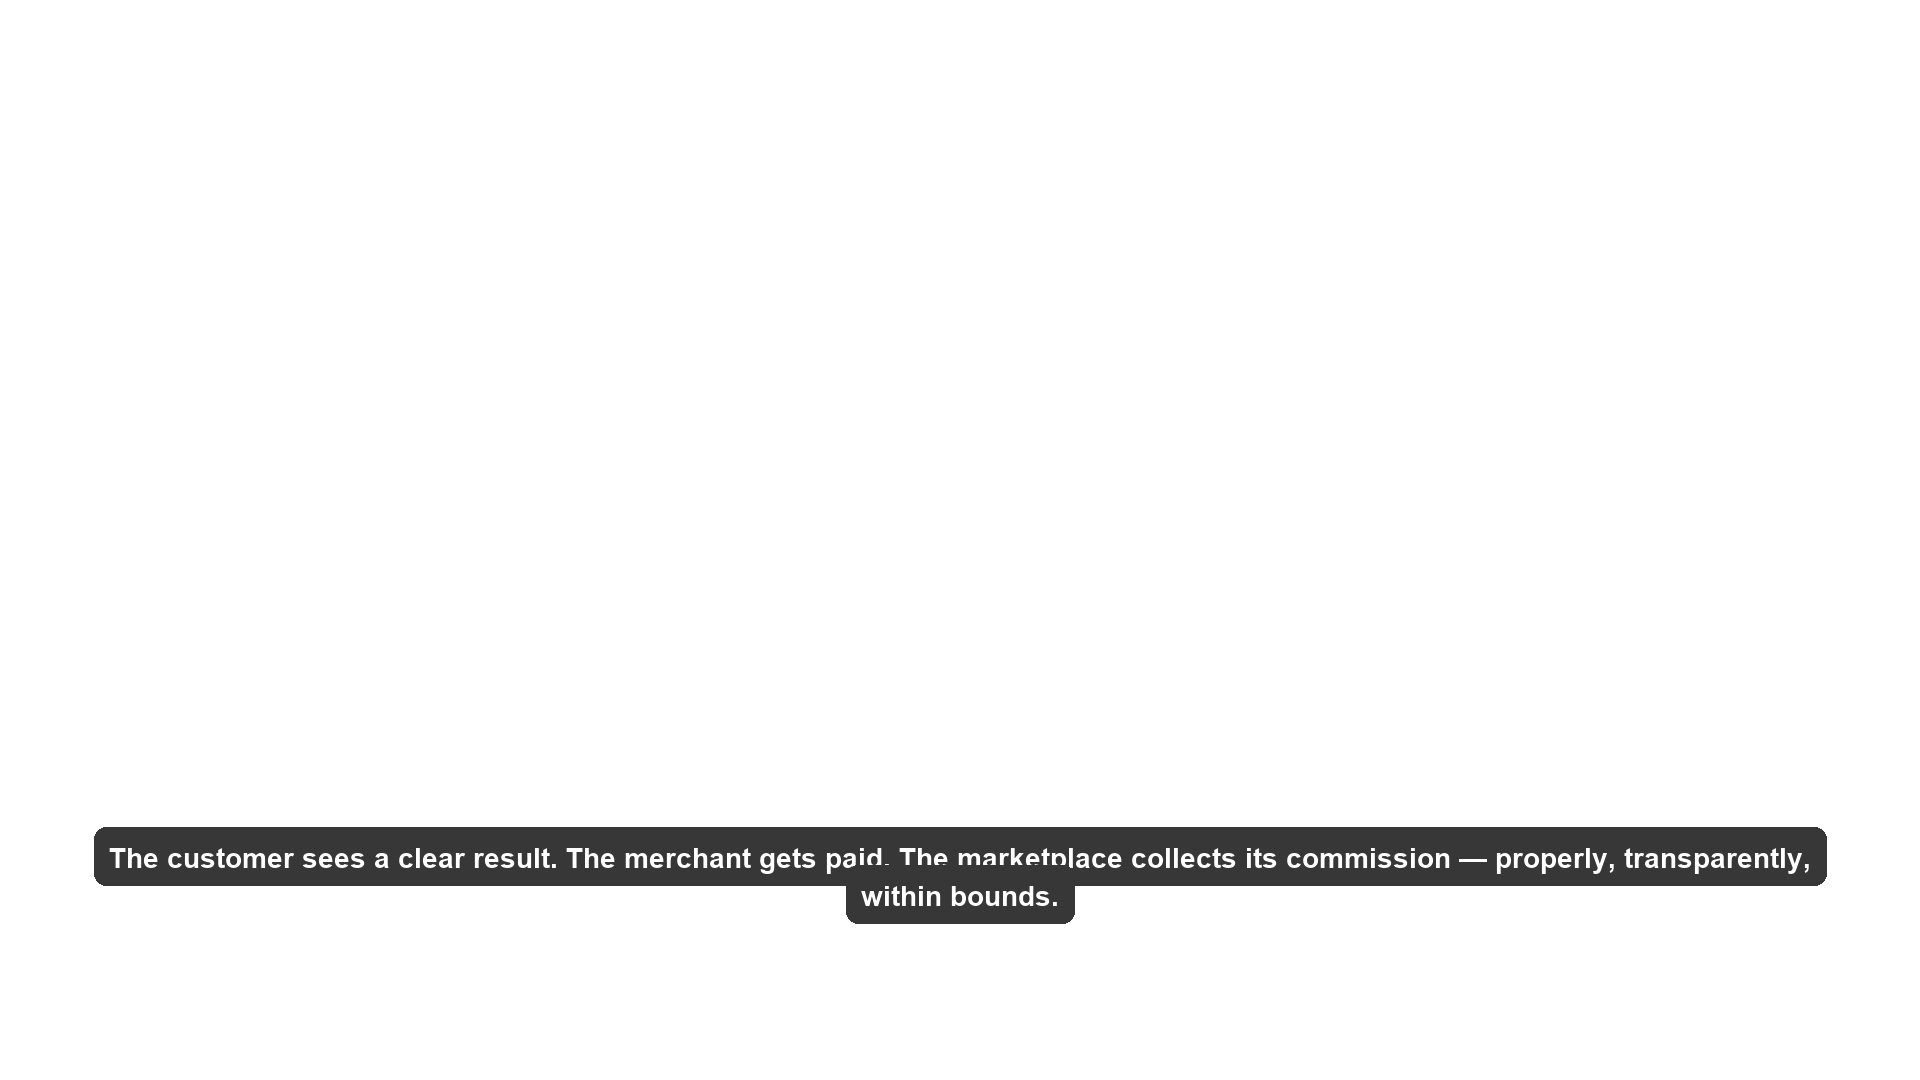 The customer sees a clear result. The merchant gets paid. The marketplace collects its commission — properly, transparently,
within bounds.